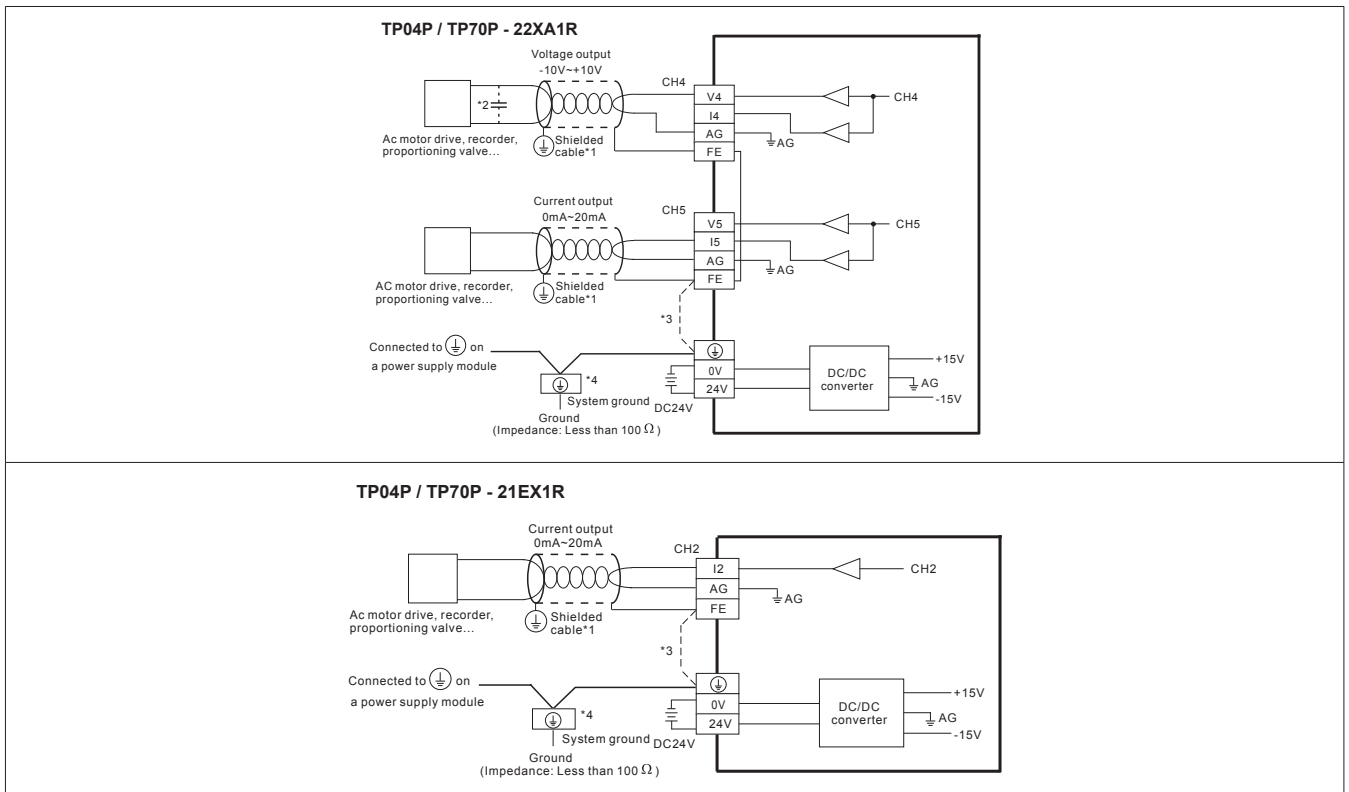 TP04P / TP70P - 22XA1R
Voltage output
-10V~+10V
CH4
V4
CH4
*2
I4
AG
AG
FE
Ac motor drive, recorder,
proportioning valve...
Shielded
cable*1
Current output
0mA~20mA
CH5
V5
CH5
I5
AG
AG
FE
AC motor drive, recorder,
proportioning valve...
Shielded
cable*1
*3
Connected to on
a power supply module
0V
24V
DC24V
*4
System ground
Ground
(Impedance: Less than 100 Ω )
DC/DC
converter
+15V
AG
-15V
TP04P / TP70P - 21EX1R
Current output
0mA~20mA
CH2
I2
CH2
AG
AG
FE
Ac motor drive, recorder,
proportioning valve...
Shielded
cable*1
*3
Connected to on
a power supply module
0V
24V
DC24V
*4
System ground
Ground
(Impedance: Less than 100 Ω )
DC/DC
converter
+15V
AG
-15V